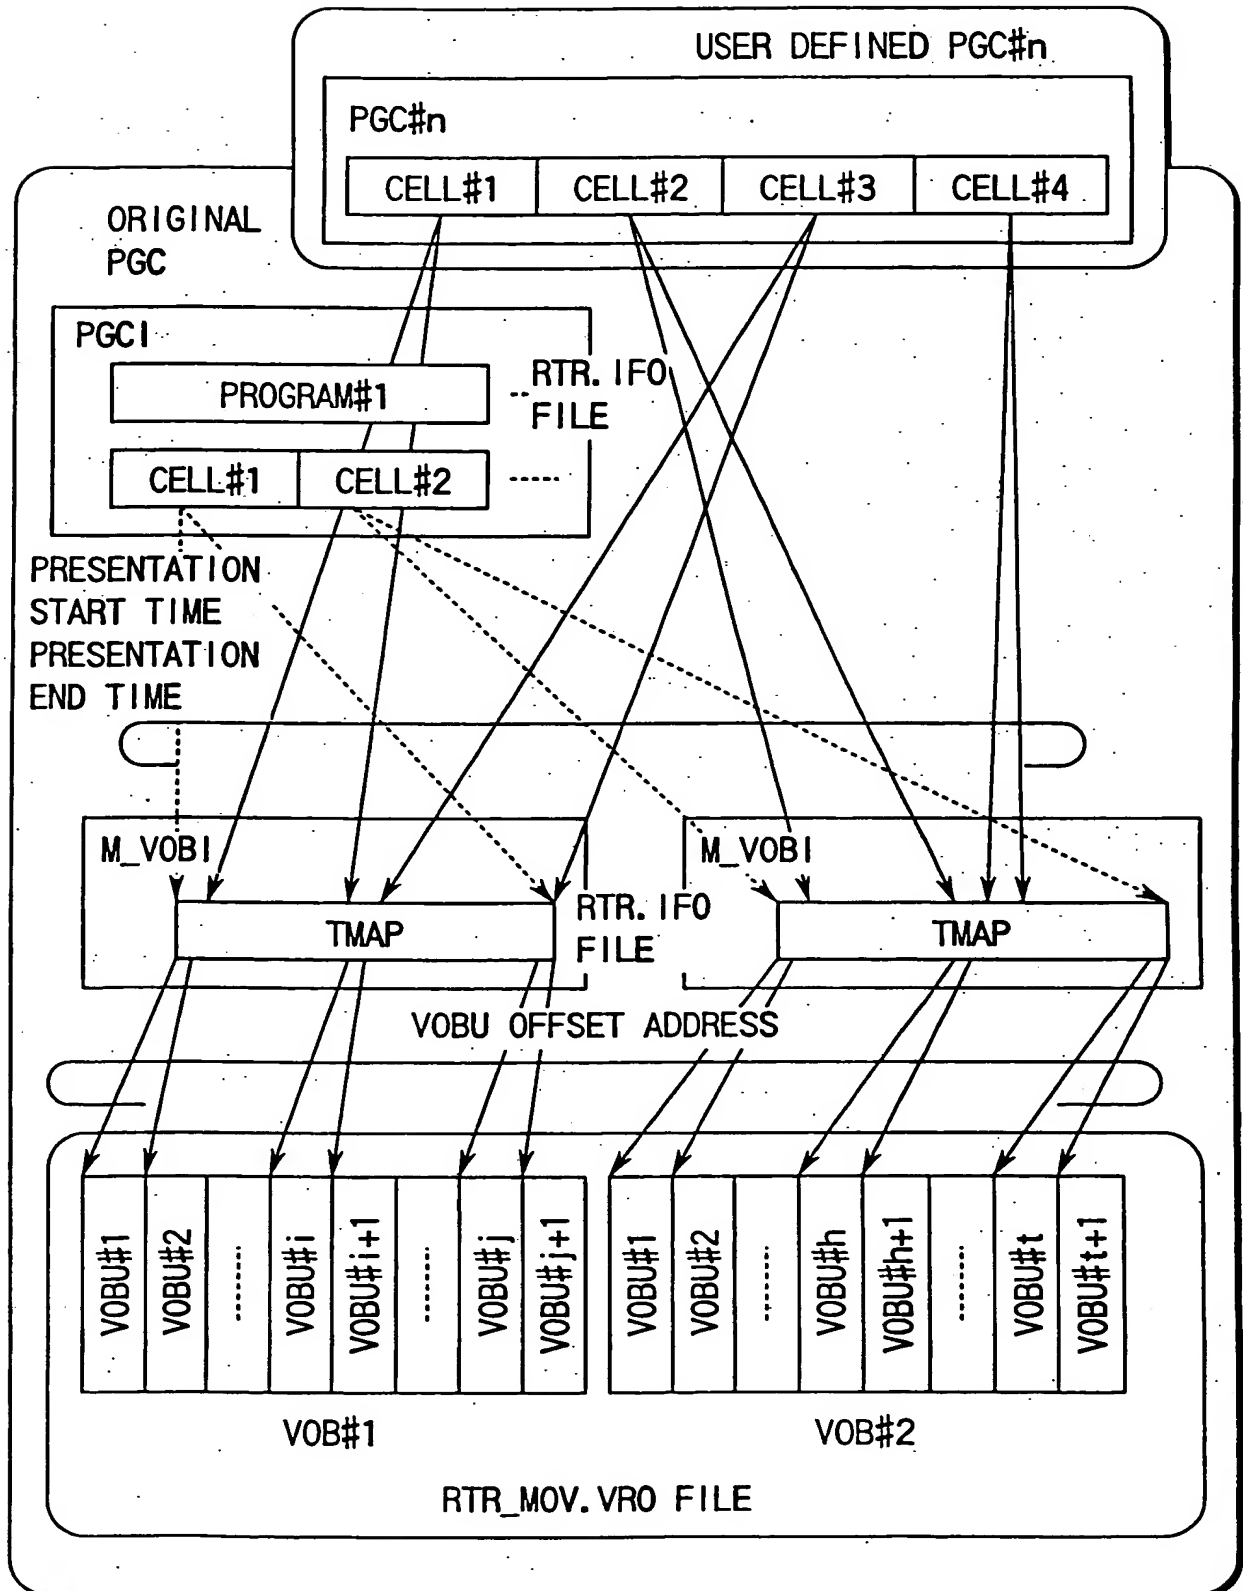 USER DEFINED PGC#n
PGC#n
CELL#1 CELL#2 CELL#3 CELL#4
ORIGINAL
PGC
PGCI
PROGRAM#1
RTR.IFO
FILE
CELL#1 CELL#2
PRESENTATION
START TIME
PRESENTATION
END TIME
M_VOBI
M_VOBI
TMAP
RTR.IFO
FILE
TMAP
VOBU OFFSET ADDRESS
VOBU#1
VOBU#2
VOBU#i
VOBU#i+1
VOBU#j
VOBU#j+1
VOBU#1
VOBU#2
VOBU#h
VOBU#h+1
VOBU#t
VOBU#t+1
VOB#1
VOB#2
RTR_MOV.VRO FILE